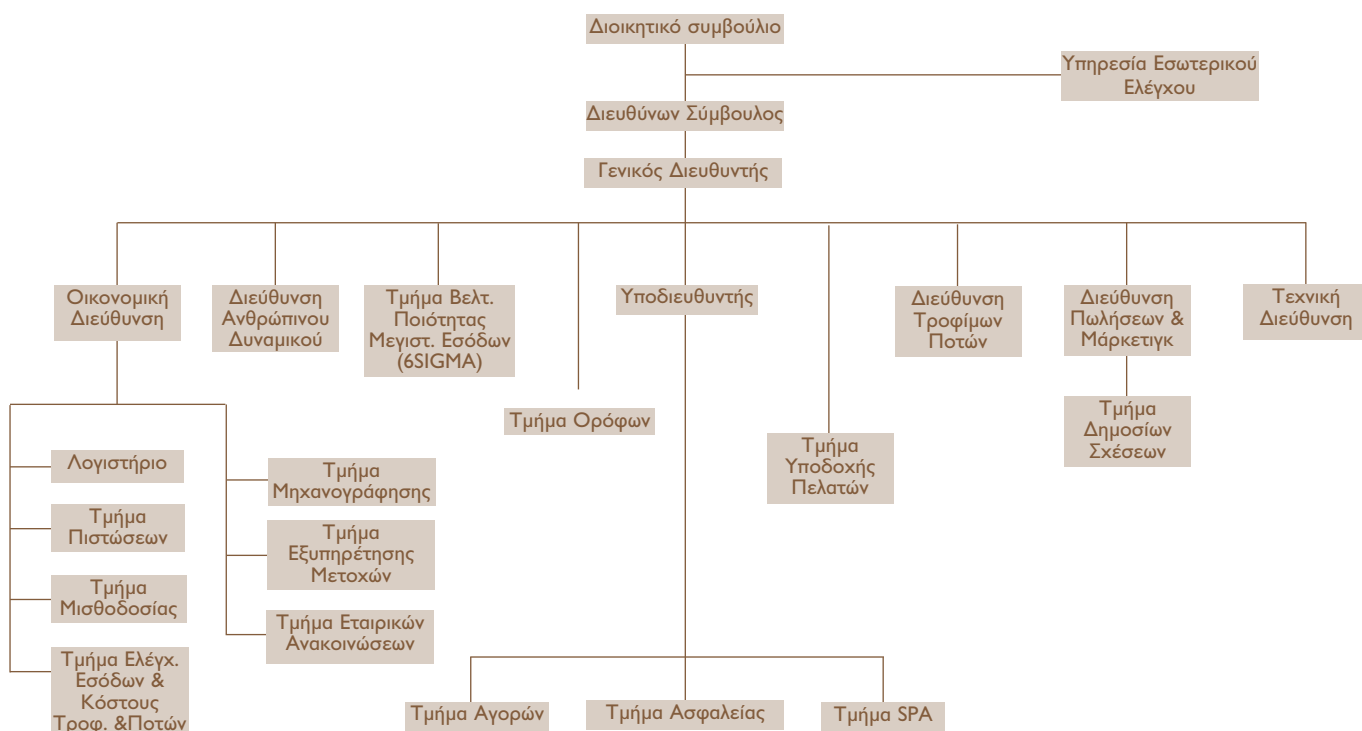 Διοικητικό συμβούλιο
Υπηρεσία Εσωτερικού
Ελέγχου
Διευθύνων Σύμβουλος
Γενικός Διευθυντής
Οικονομική
Διεύθυνση
Διεύθυνση
Ανθρώπινου
Δυναμικού
Τμήμα Βελτ.
Ποιότητας
Μεγιστ. Εσόδων
(6SIGMA)
Τμήμα Ορόφων
Υποδιευθυντής
Τμήμα
Υποδοχής
Πελατών
Διεύθυνση
Τροφίμων
Ποτών
Διεύθυνση
Πωλήσεων &
Μάρκετιγκ
Τμήμα
Δημοσίων
Σχέσεων
Τεχνική
Διεύθυνση
Λογιστήριο
Τμήμα
Πιστώσεων
Τμήμα
Μισθοδοσίας
Τμήμα Ελέγχ.
Εσόδων &
Κόστους
Τροφ. &Ποτών
Τμήμα
Μηχανογράφησης
Τμήμα
Εξυπηρέτησης
Μετοχών
Τμήμα Εταιρικών
Ανακοινώσεων
Τμήμα Αγορών
Τμήμα Ασφαλείας
Τμήμα SPA